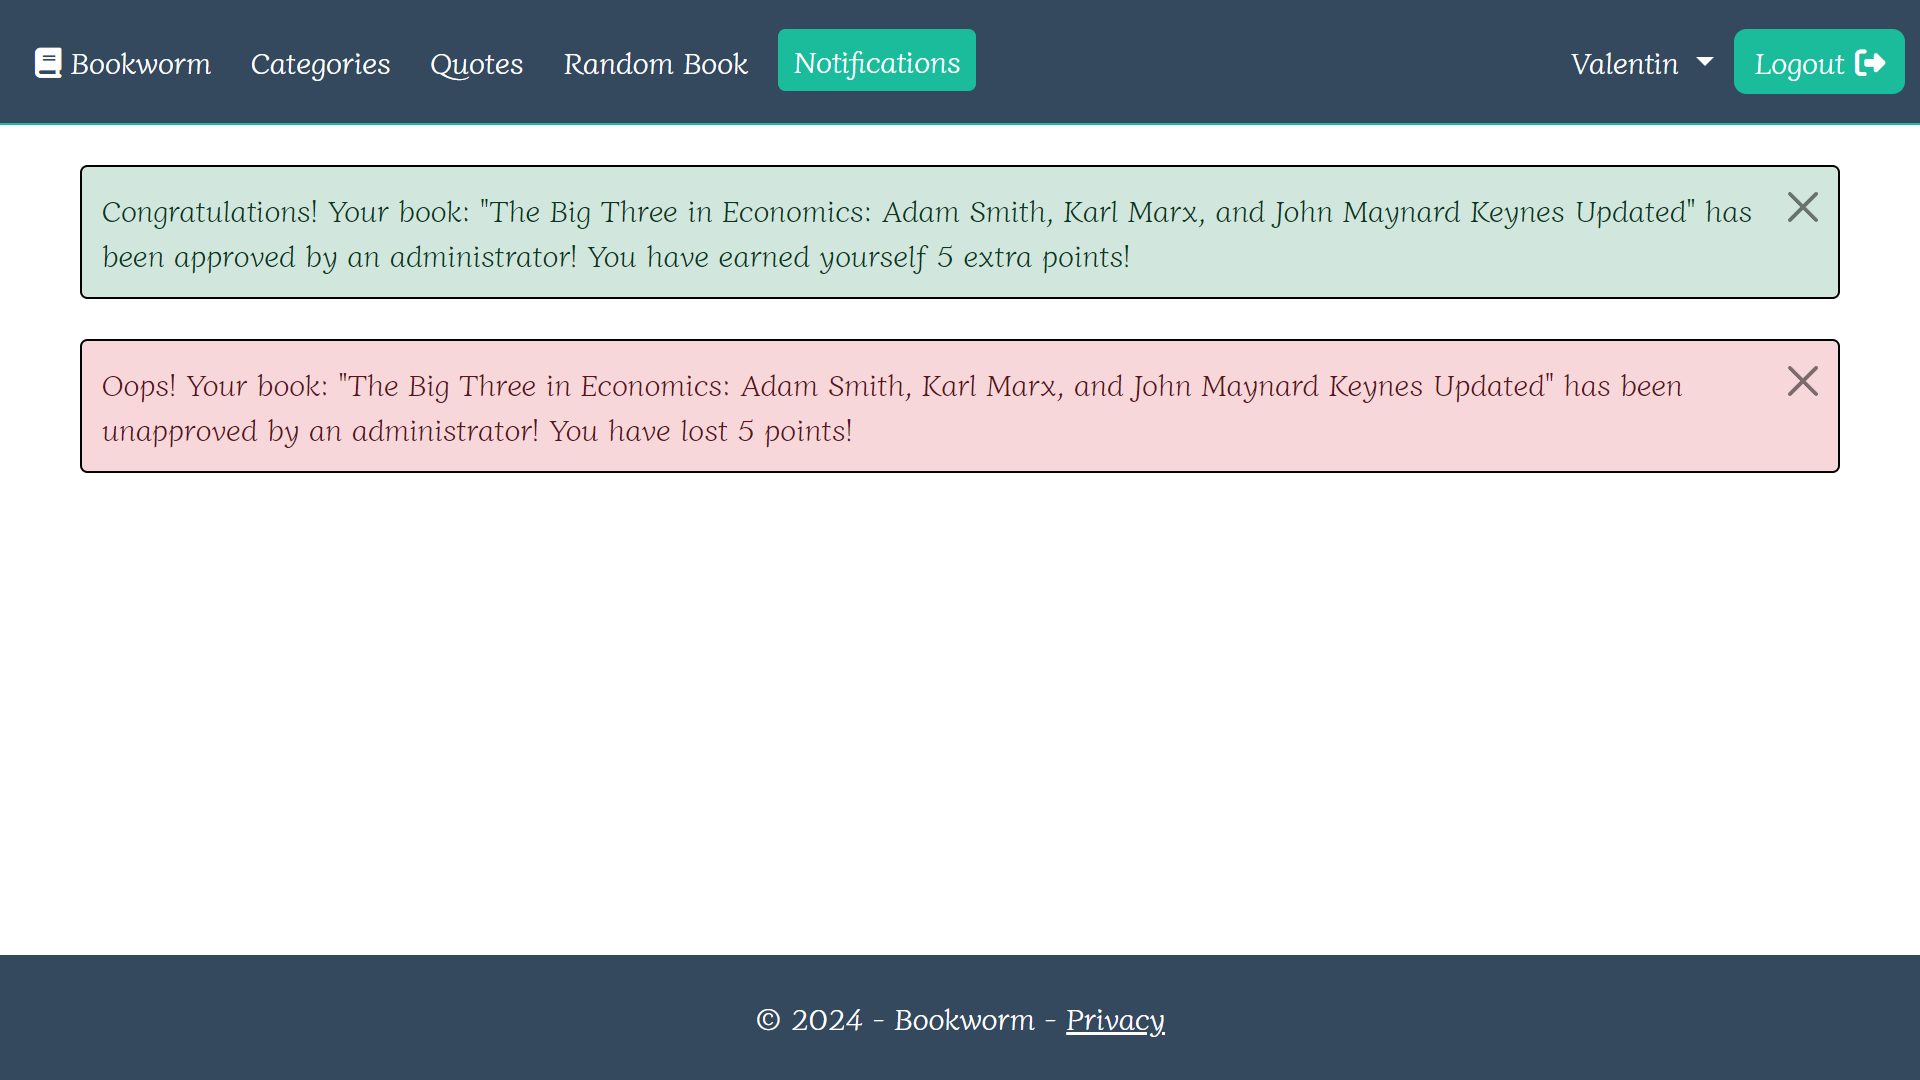 Bookworm Categories Quotes Random Book Notifications Valentin Logout
Congratulations! Your book: "The Big Three in Economics: Adam Smith, Karl Marx, and John Maynard Keynes Updated" has
been approved by an administrator! You have earned yourself 5 extra points!
Oops! Your book: "The Big Three in Economics: Adam Smith, Karl Marx, and John Maynard Keynes Updated" has been
unapproved by an administrator! You have lost 5 points!
© 2024 - Bookworm - Privacy